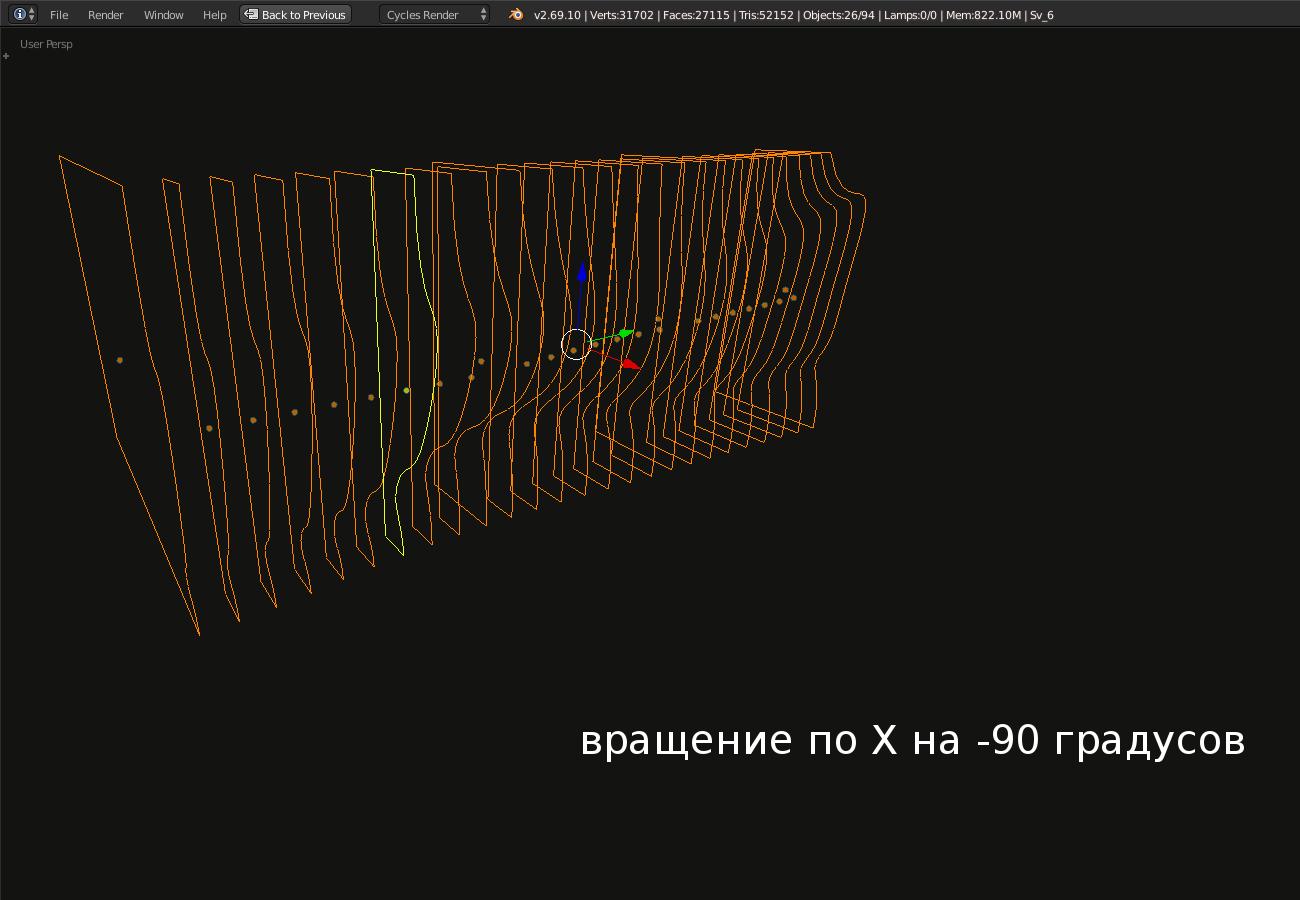 File Render Window Help Back to Previous Cycles Render v2.69.10 | Verts:31702 | Faces:27115 | Tris:52152 | Objects:26/94 | Lamps:0/0 | Mem:822.10M | Sv_6
User Persp
вращение по X на -90 градусов